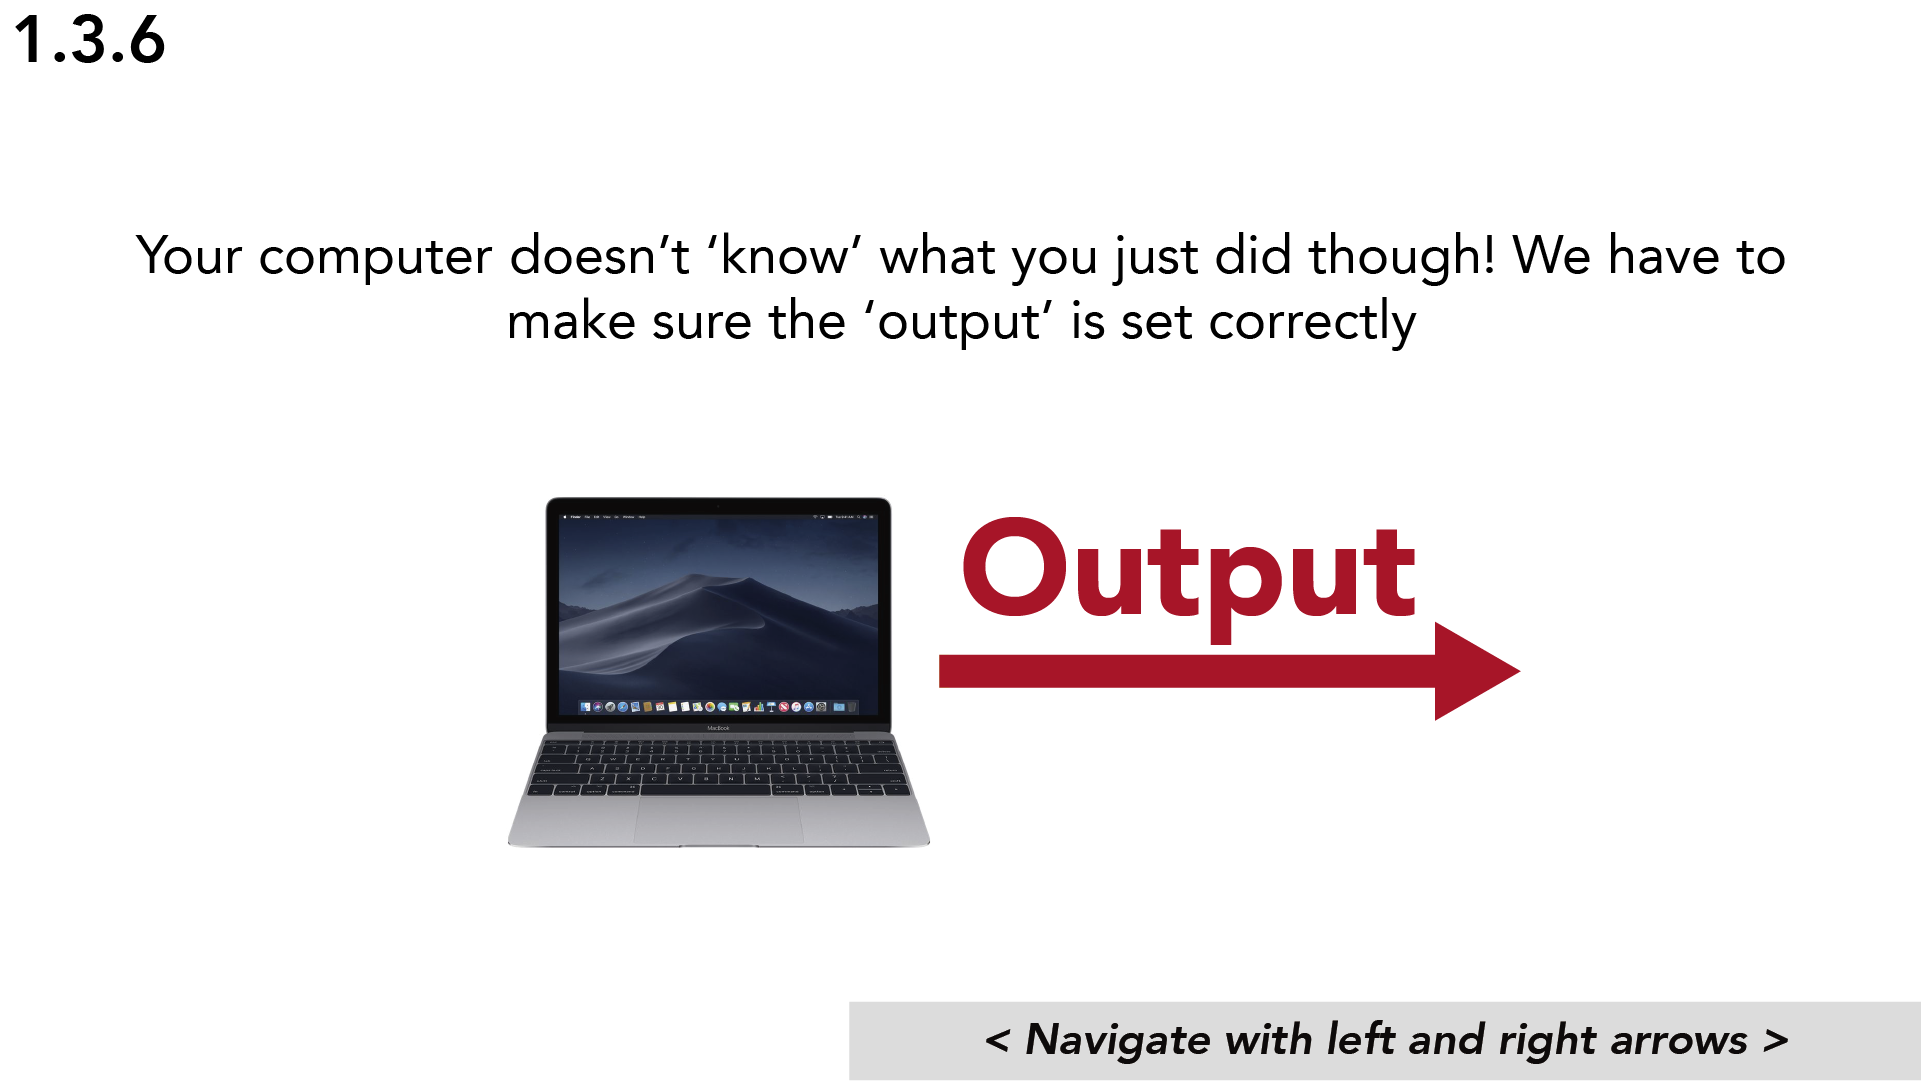 1.3.6
Your computer doesn’t ‘know’ what you just did though! We have to
make sure the ‘output’ is set correctly
Output
MacBook
< Navigate with left and right arrows >